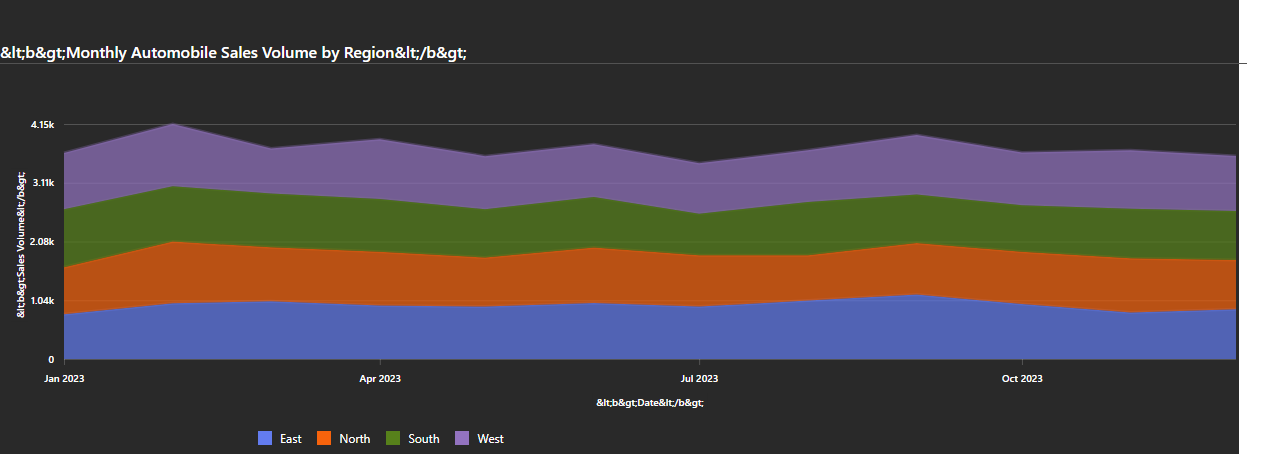 &lt;b&gt;Monthly Automobile Sales Volume by Region&lt;/b&gt;
4.15k
3.11k
2.08k
1.04k
0
&lt;b&gt;Sales Volume&lt;/b&gt;
Jan 2023 Apr 2023 Jul 2023 Oct 2023
&lt;b&gt;Date&lt;/b&gt;
East North South West